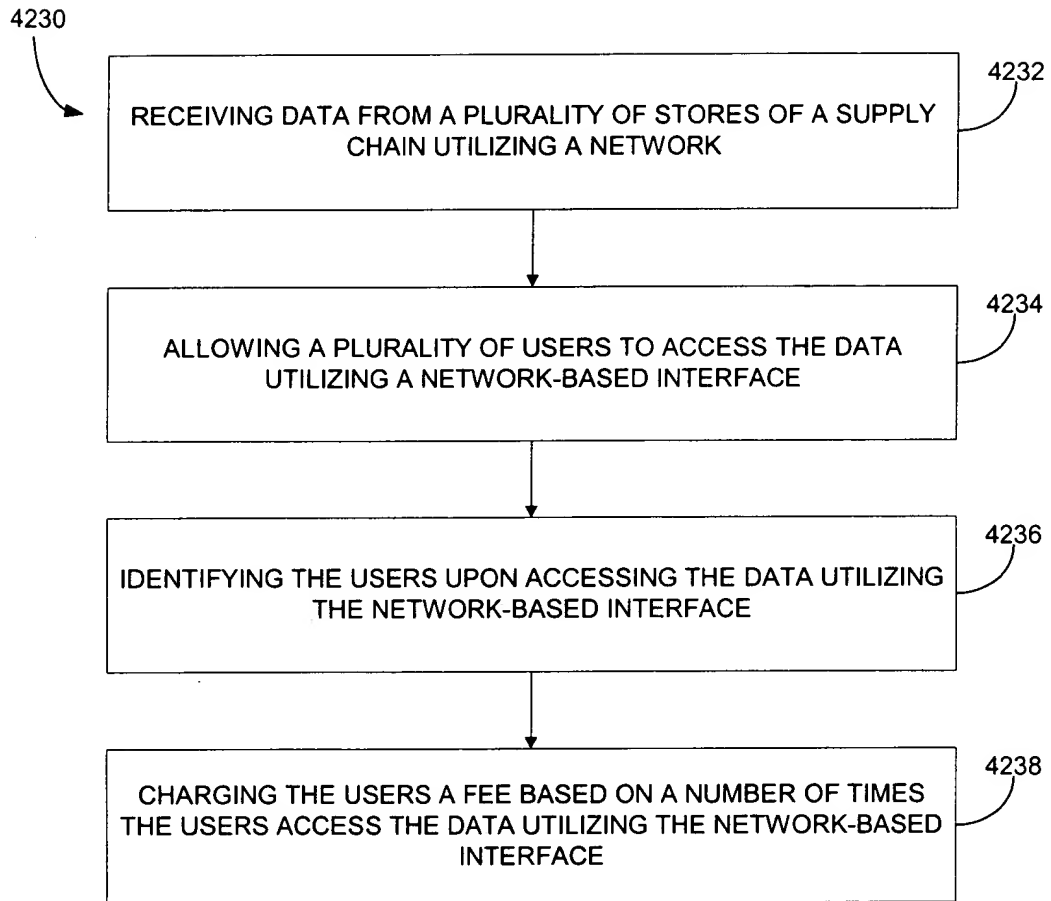 4230
4232
RECEIVING DATA FROM A PLURALITY OF STORES OF A SUPPLY
CHAIN UTILIZING A NETWORK
4234
ALLOWING A PLURALITY OF USERS TO ACCESS THE DATA
UTILIZING A NETWORK-BASED INTERFACE
4236
IDENTIFYING THE USERS UPON ACCESSING THE DATA UTILIZING
THE NETWORK-BASED INTERFACE
4238
CHARGING THE USERS A FEE BASED ON A NUMBER OF TIMES
THE USERS ACCESS THE DATA UTILIZING THE NETWORK-BASED
INTERFACE